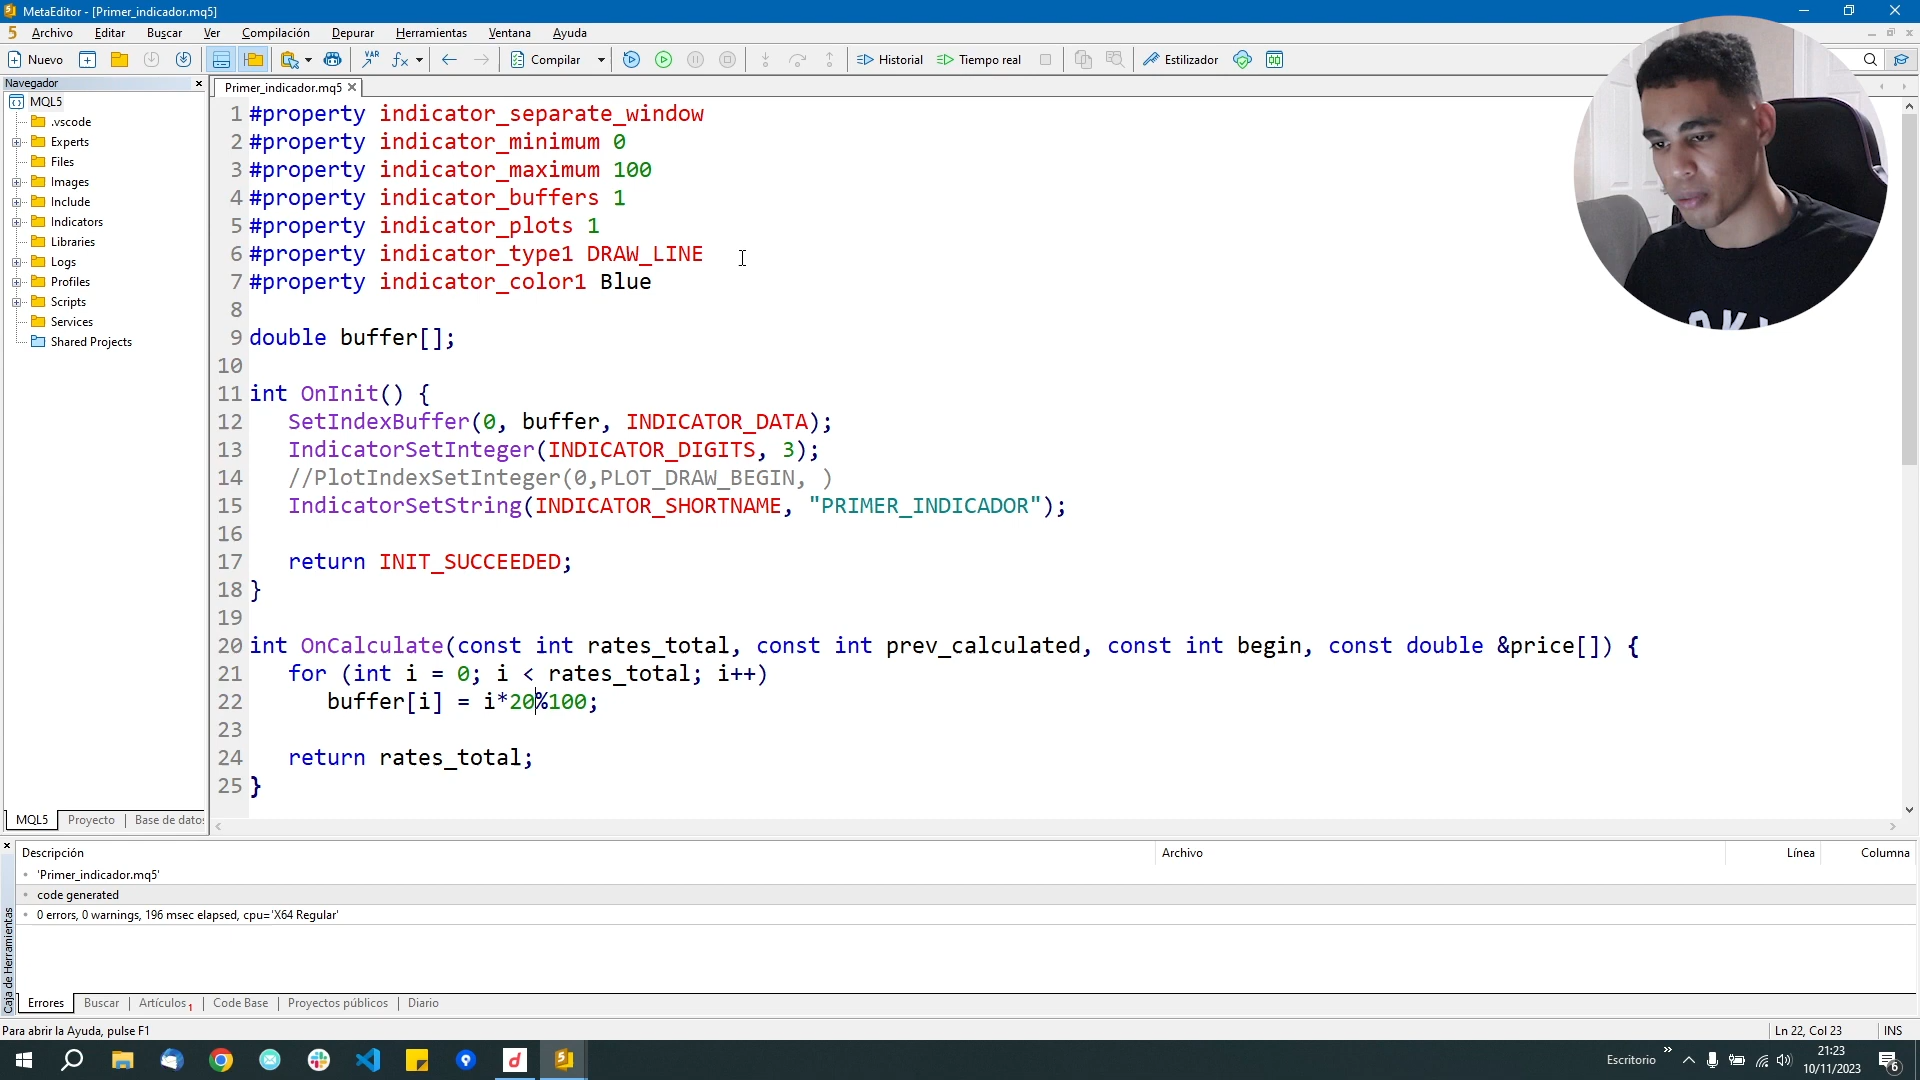 MetaEditor - [Primer_indicador.mq5]
5 Archivo Editar Buscar Ver Compilación Depurar Herramientas Ventana Ayuda
Nuevo VAR fx Compilar Historial Tiempo real Estilizador
Navegador
MQL5
.vscode
Experts
Files
Images
Include
Indicators
Libraries
Logs
Profiles
Scripts
Services
Shared Projects
MQL5 Proyecto Base de datos
Primer_indicador.mq5
1 #property indicator_separate_window
2 #property indicator_minimum 0
3 #property indicator_maximum 100
4 #property indicator_buffers 1
5 #property indicator_plots 1
6 #property indicator_type1 DRAW_LINE
7 #property indicator_color1 Blue
8
9 double buffer[];
10
11 int OnInit() {
12 SetIndexBuffer(0, buffer, INDICATOR_DATA);
13 IndicatorSetInteger(INDICATOR_DIGITS, 3);
14 //PlotIndexSetInteger(0,PLOT_DRAW_BEGIN, )
15 IndicatorSetString(INDICATOR_SHORTNAME, "PRIMER_INDICADOR");
16
17 return INIT_SUCCEEDED;
18 }
19
20 int OnCalculate(const int rates_total, const int prev_calculated, const int begin, const double &price[]) {
21 for (int i = 0; i < rates_total; i++)
22 buffer[i] = i*20%100;
23
24 return rates_total;
25 }
Descripción Archivo Línea Columna
'Primer_indicador.mq5'
code generated
0 errors, 0 warnings, 196 msec elapsed, cpu='X64 Regular'
Caja de Herramientas
Errores Buscar Artículos 1 Code Base Proyectos públicos Diario
Para abrir la Ayuda, pulse F1 Ln 22, Col 23 INS
Escritorio 21:23
10/11/2023 6